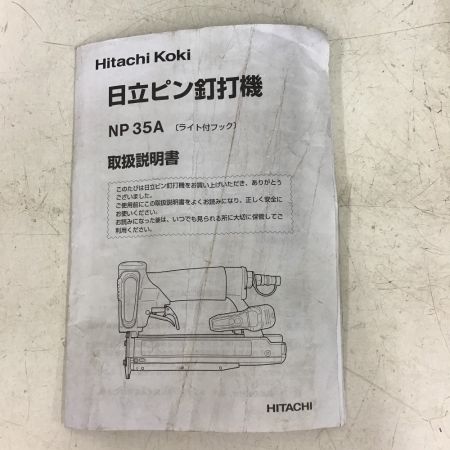 Hitachi Koki
日立ピン釘打機
NP 35A （ライト付フック）
取扱説明書
このたびは日立ピン釘打機をお買い上げいただき、ありがとう
ございました。
ご使用前にこの取扱説明書をよくお読みになり、正しく安全に
お使いください。
お読みになった後は、いつでも見られる所に大切に保管してご
利用ください。
HITACHI